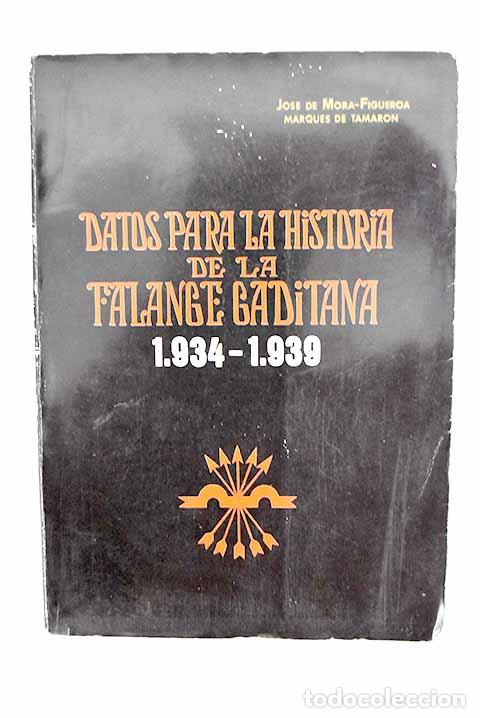 JOSE DE MORA-FIGUEROA
MARQUES DE TAMARON
DATOS PARA LA HISTORIA
DE LA
FALANGE GADITANA
1.934-1.939
todocoleccion